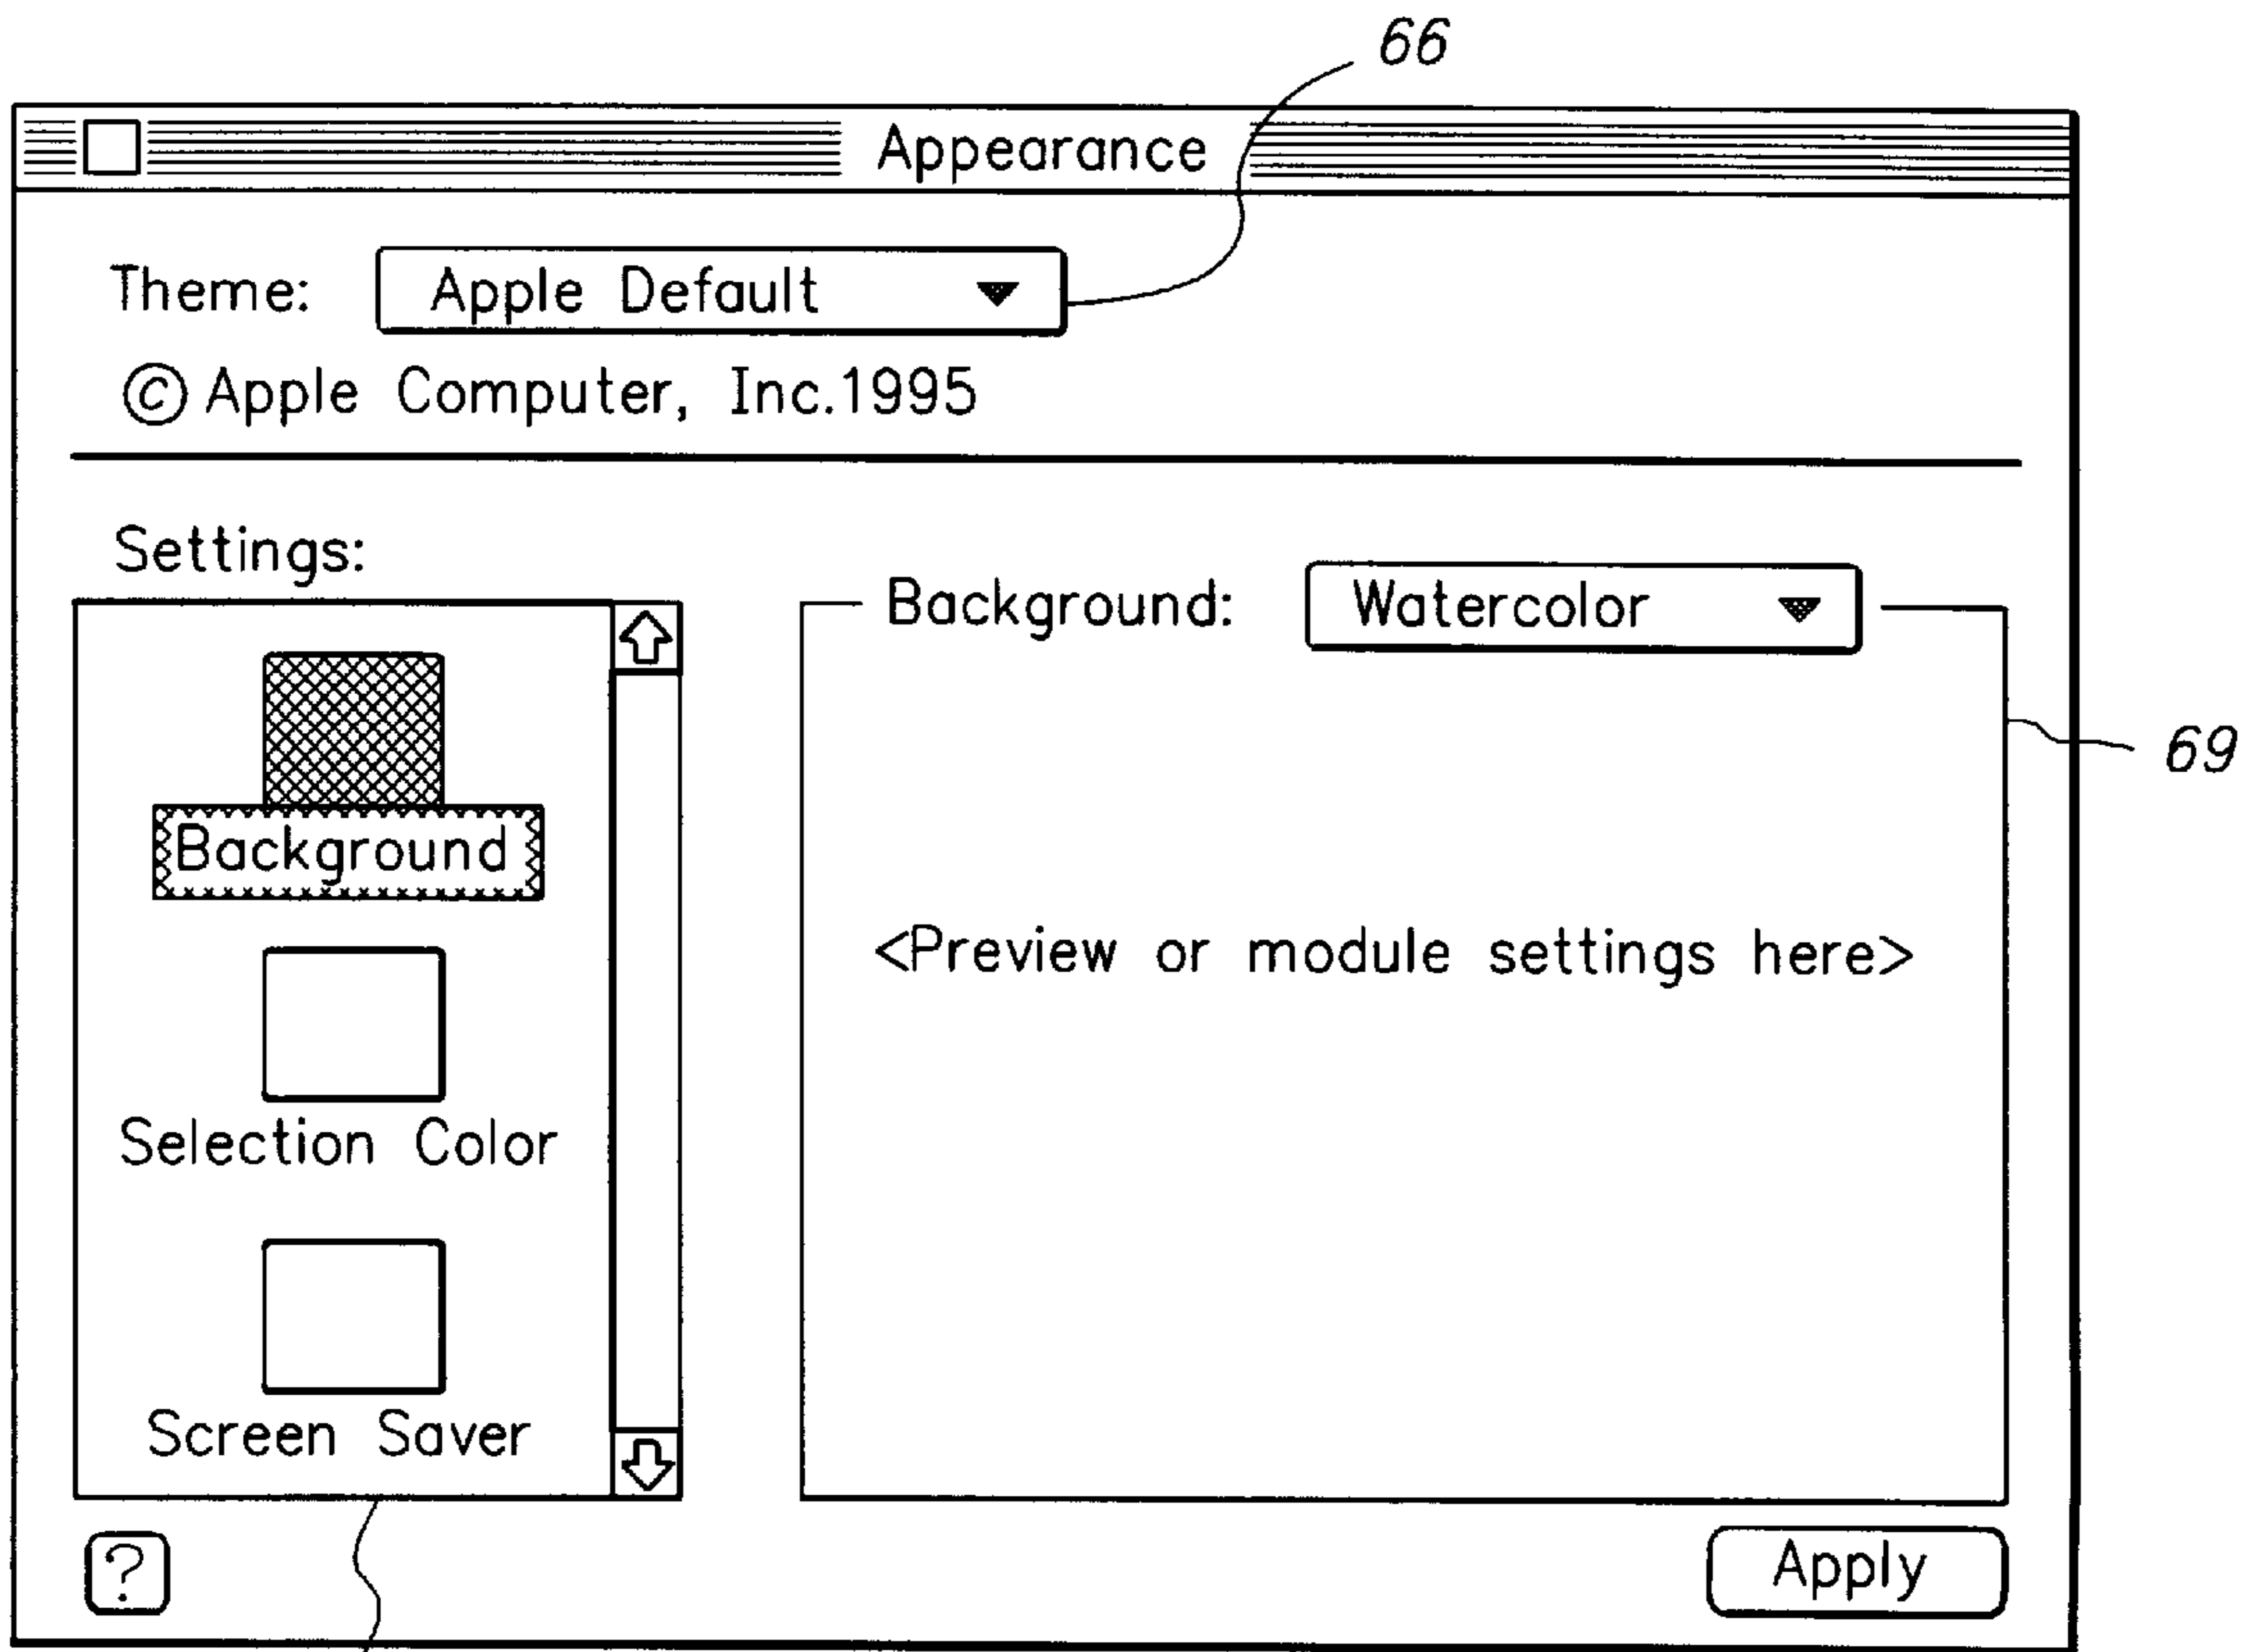 66
Appearance
Theme: Apple Default
© Apple Computer, Inc.1995
Settings:
Background: Watercolor
69
Background
<Preview or module settings here>
Selection Color
Screen Saver
?
Apply